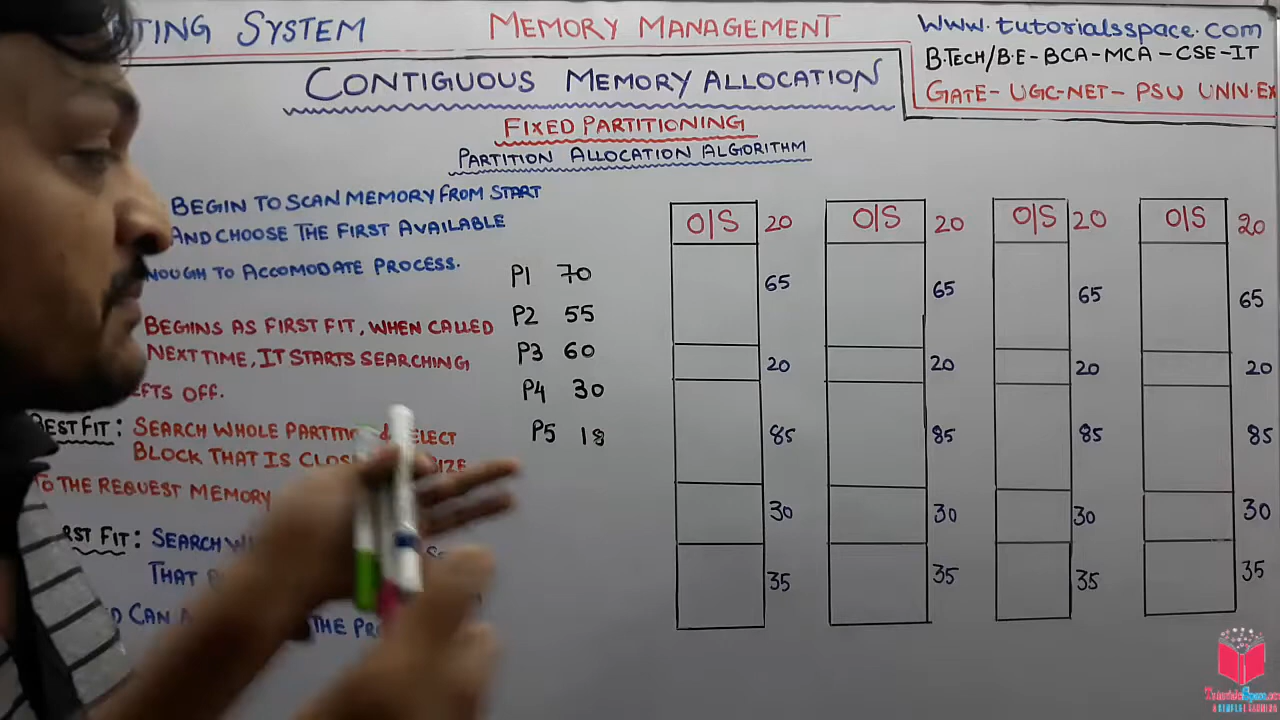 TING SYSTEM
MEMORY MANAGEMENT
www.tutorialsspace.com
B.TECH/B.E-BCA-MCA-CSE-IT
GATE-UGC-NET-PSU UNIV.EX
CONTIGUOUS MEMORY ALLOCATION
FIXED PARTITIONING
PARTITION ALLOCATION ALGORITHM
BEGIN TO SCAN MEMORY FROM START
AND CHOOSE THE FIRST AVAILABLE
NOUGH TO ACCOMODATE PROCESS.
BEGINS AS FIRST FIT, WHEN CALLED
NEXT TIME, IT STARTS SEARCHING
EFTS OFF.
BEST FIT: SEARCH WHOLE PARTITIO & ELECT
BLOCK THAT IS CLOS IZE
TO THE REQUEST MEMORY
RST FIT: SEARCH
THAT
CAN THE
P1 70
P2 55
P3 60
P4 30
P5 18
O/S 20
65
20
85
30
35
O/S 20
65
20
85
30
35
O/S 20
65
20
85
30
35
O/S 20
65
20
85
30
35